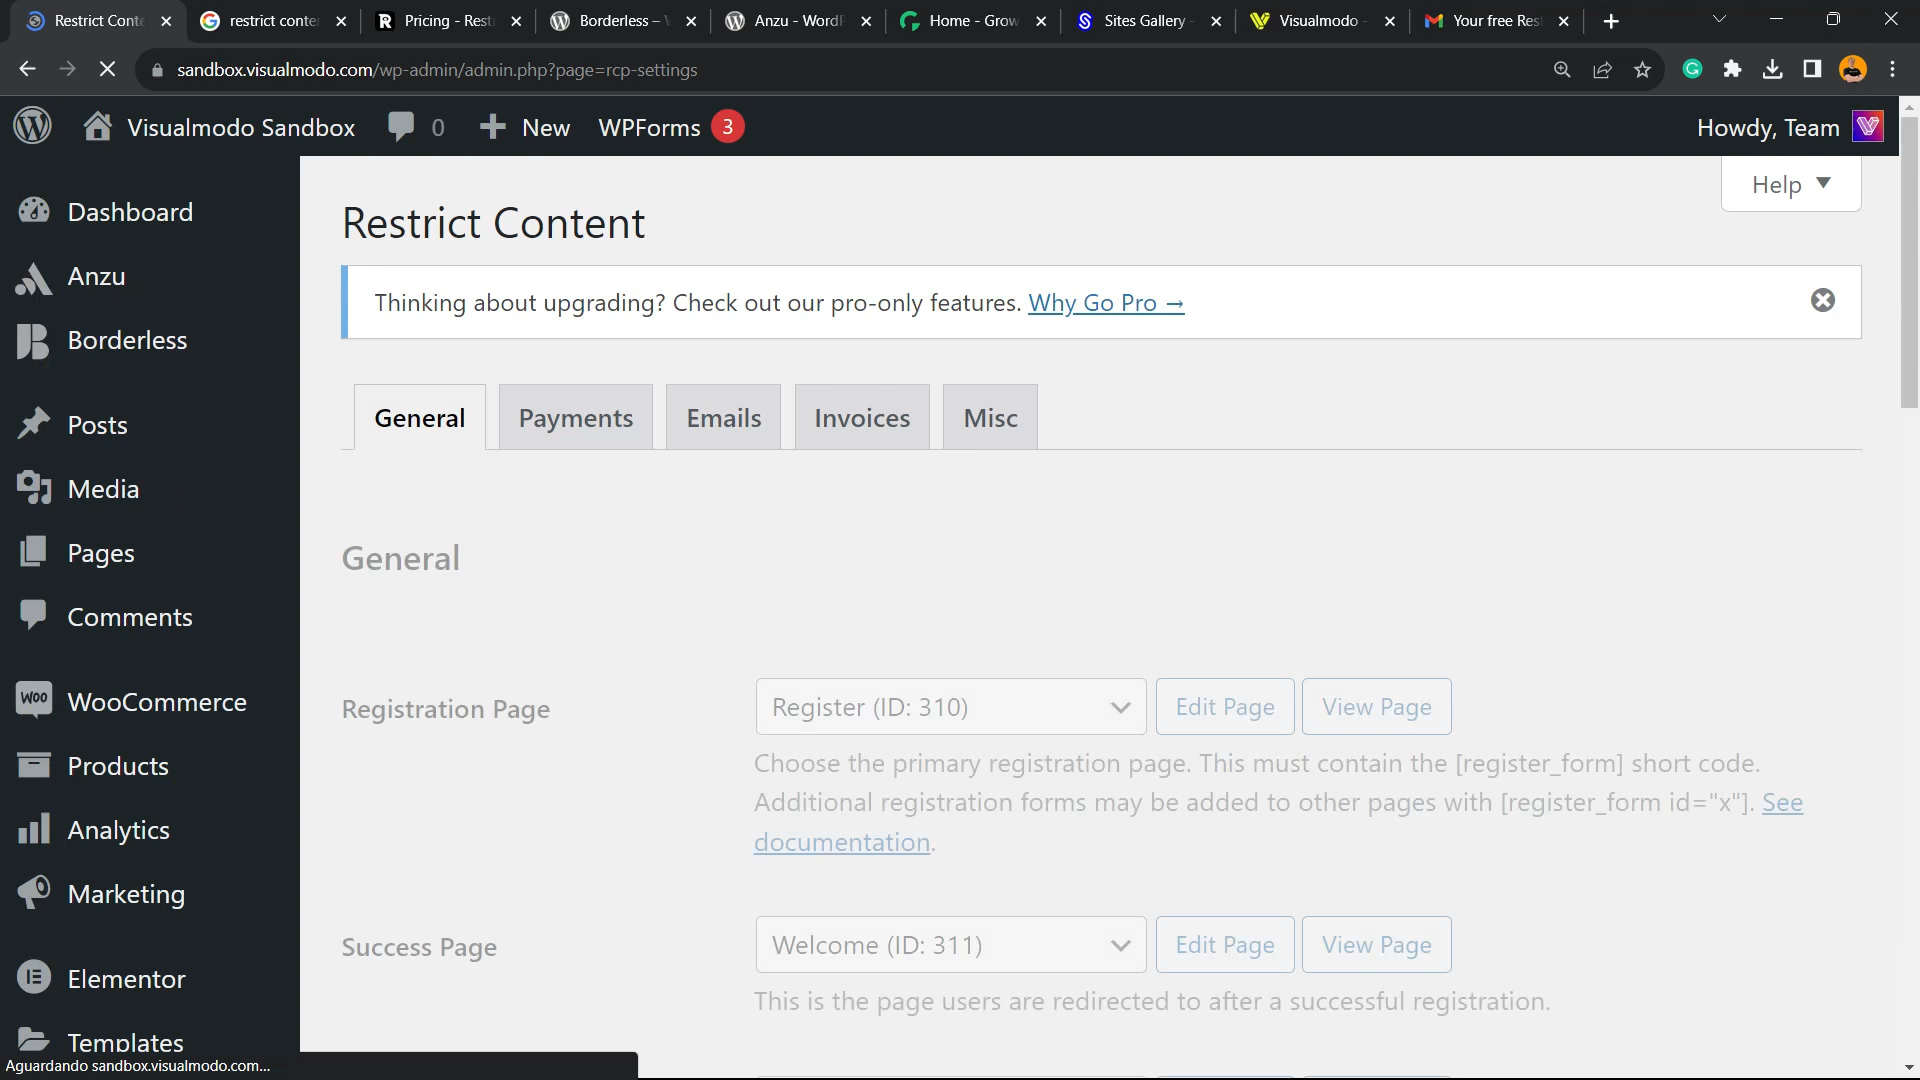 Restrict Conte
restrict conten
Pricing - Rest
Borderless –
Anzu - WordP
Home - Grow
Sites Gallery -
Visualmodo -
Your free Res
sandbox.visualmodo.com/wp-admin/admin.php?page=rcp-settings
Visualmodo Sandbox
0
New
WPForms 3
Howdy, Team
Help
Dashboard
Anzu
Borderless
Posts
Media
Pages
Comments
WooCommerce
Products
Analytics
Marketing
Elementor
Templates
Restrict Content
Thinking about upgrading? Check out our pro-only features. Why Go Pro →
General
Payments
Emails
Invoices
Misc
General
Registration Page
Register (ID: 310)
Edit Page
View Page
Choose the primary registration page. This must contain the [register_form] short code.
Additional registration forms may be added to other pages with [register_form id="x"]. See
documentation.
Success Page
Welcome (ID: 311)
Edit Page
View Page
This is the page users are redirected to after a successful registration.
Aguardando sandbox.visualmodo.com...